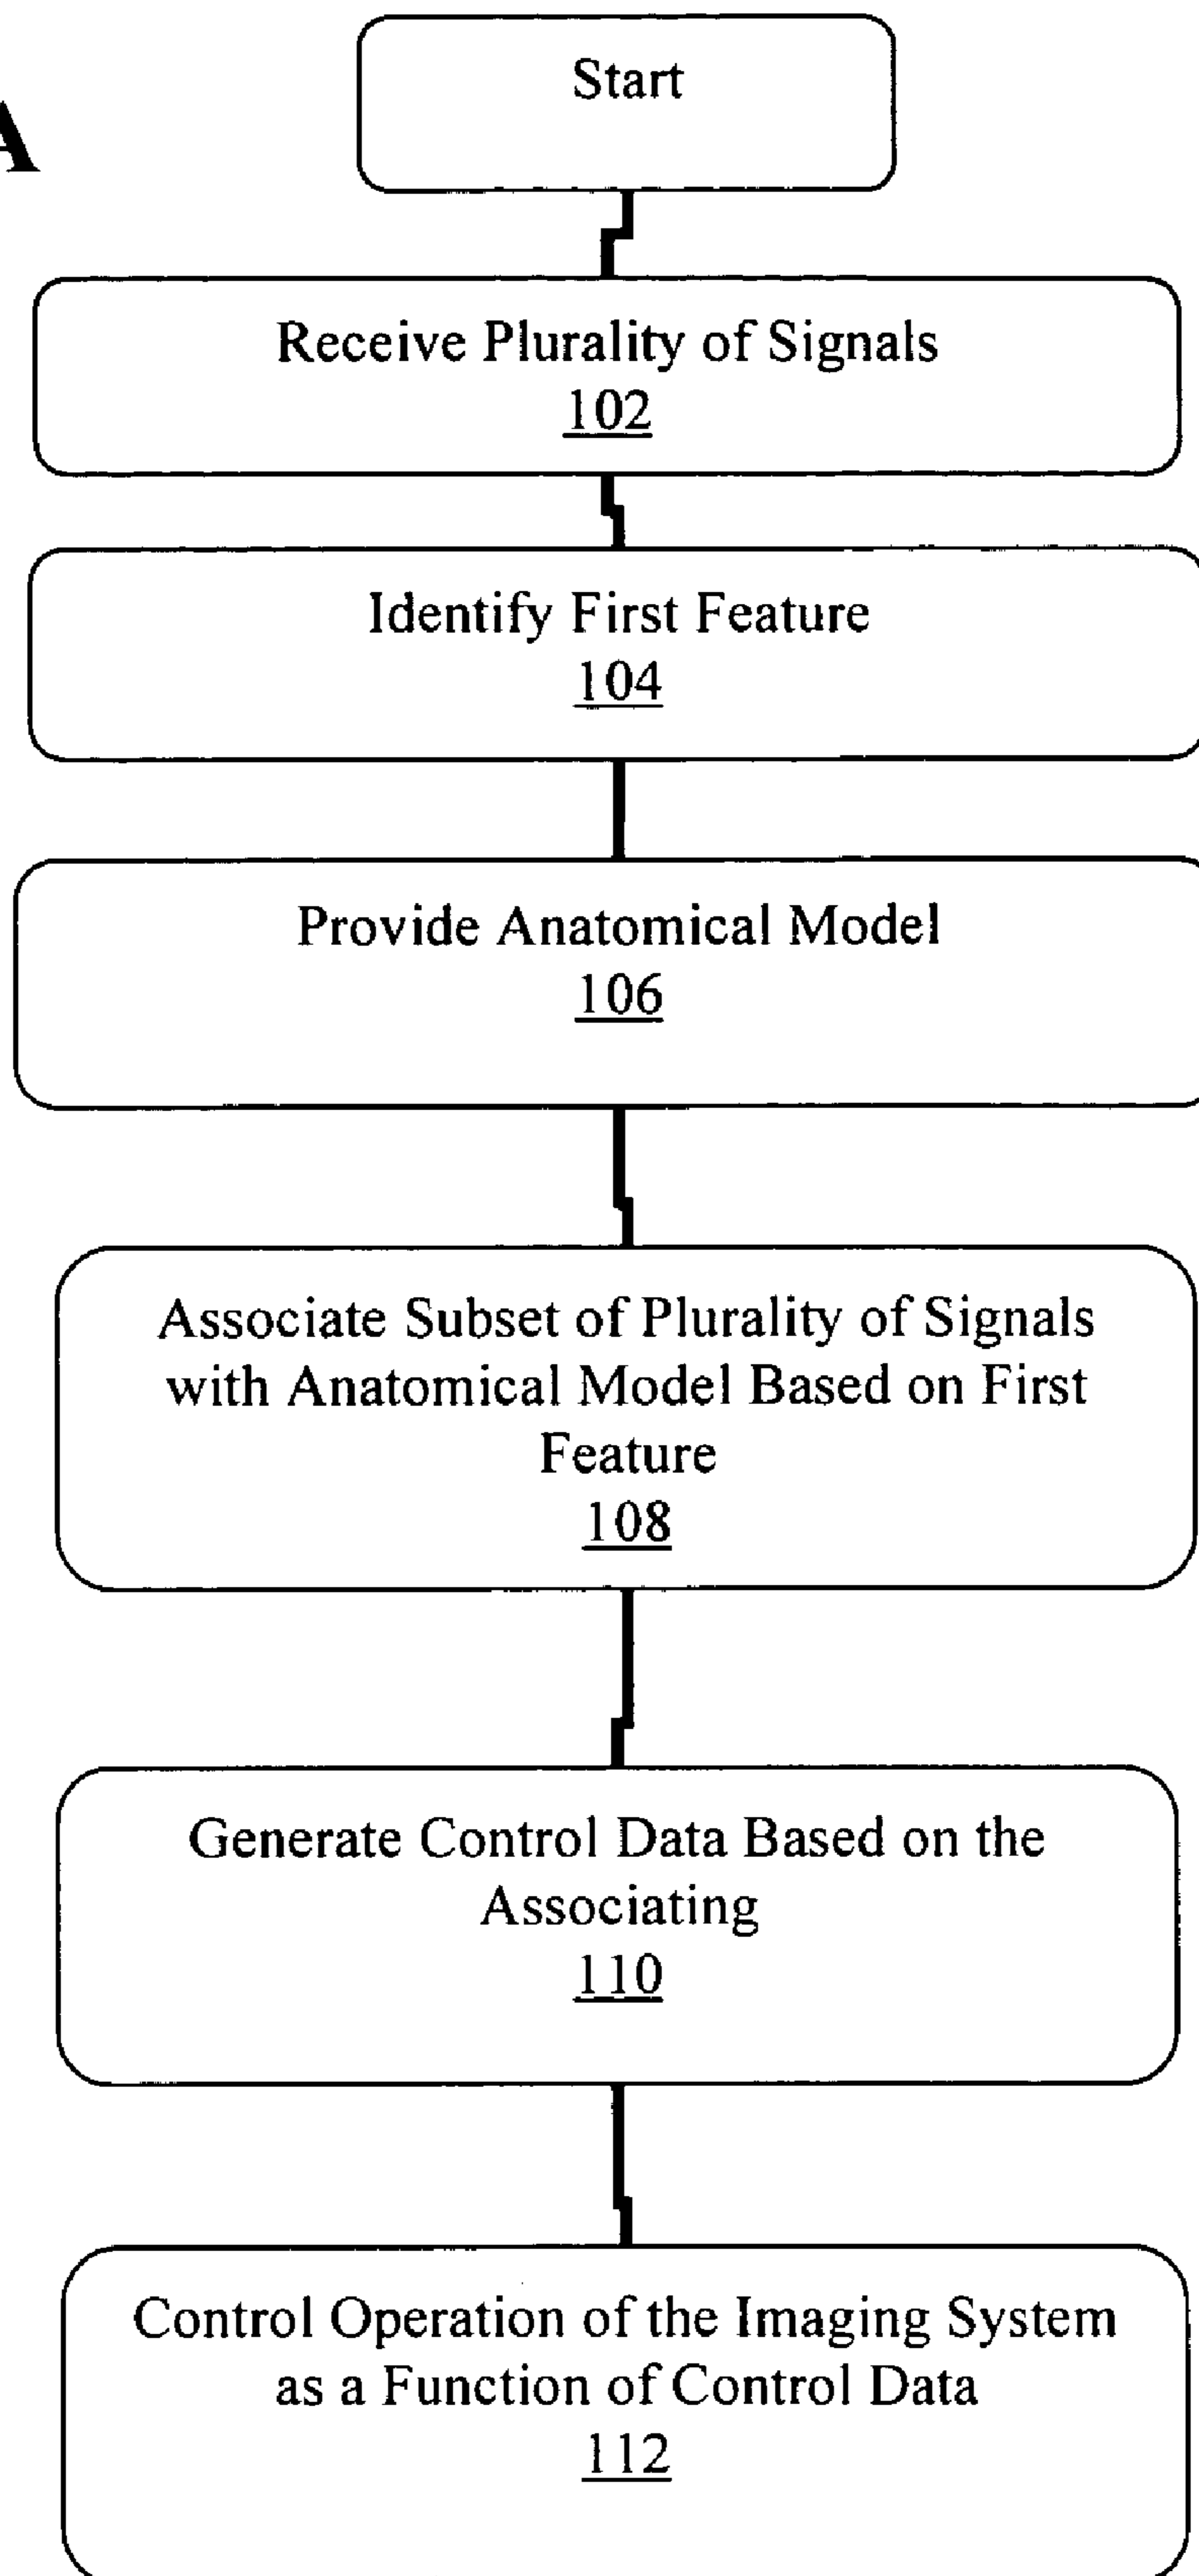 A
Start
Receive Plurality of Signals
102
Identify First Feature
104
Provide Anatomical Model
106
Associate Subset of Plurality of Signals
with Anatomical Model Based on First
Feature
108
Generate Control Data Based on the
Associating
110
Control Operation of the Imaging System
as a Function of Control Data
112